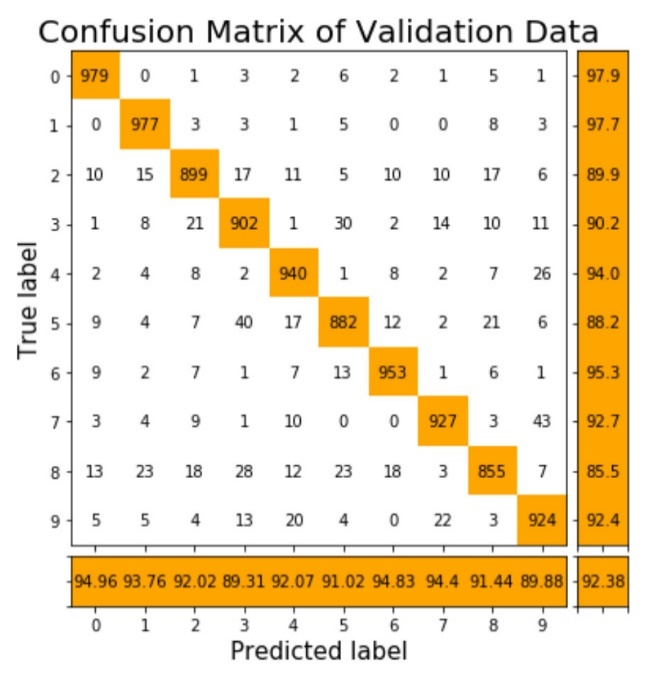 Confusion Matrix of Validation Data
0 979 0 1 3 2 6 2 1 5 1 97.9
1 0 977 3 3 1 5 0 0 8 3 97.7
2 10 15 899 17 11 5 10 10 17 6 89.9
3 1 8 21 902 1 30 2 14 10 11 90.2
4 2 4 8 2 940 1 8 2 7 26 94.0
5 9 4 7 40 17 882 12 2 21 6 88.2
6 9 2 7 1 7 13 953 1 6 1 95.3
7 3 4 9 1 10 0 0 927 3 43 92.7
8 13 23 18 28 12 23 18 3 855 7 85.5
9 5 5 4 13 20 4 0 22 3 924 92.4
True label
94.96 93.76 92.02 89.31 92.07 91.02 94.83 94.4 91.44 89.88 92.38
0 1 2 3 4 5 6 7 8 9
Predicted label